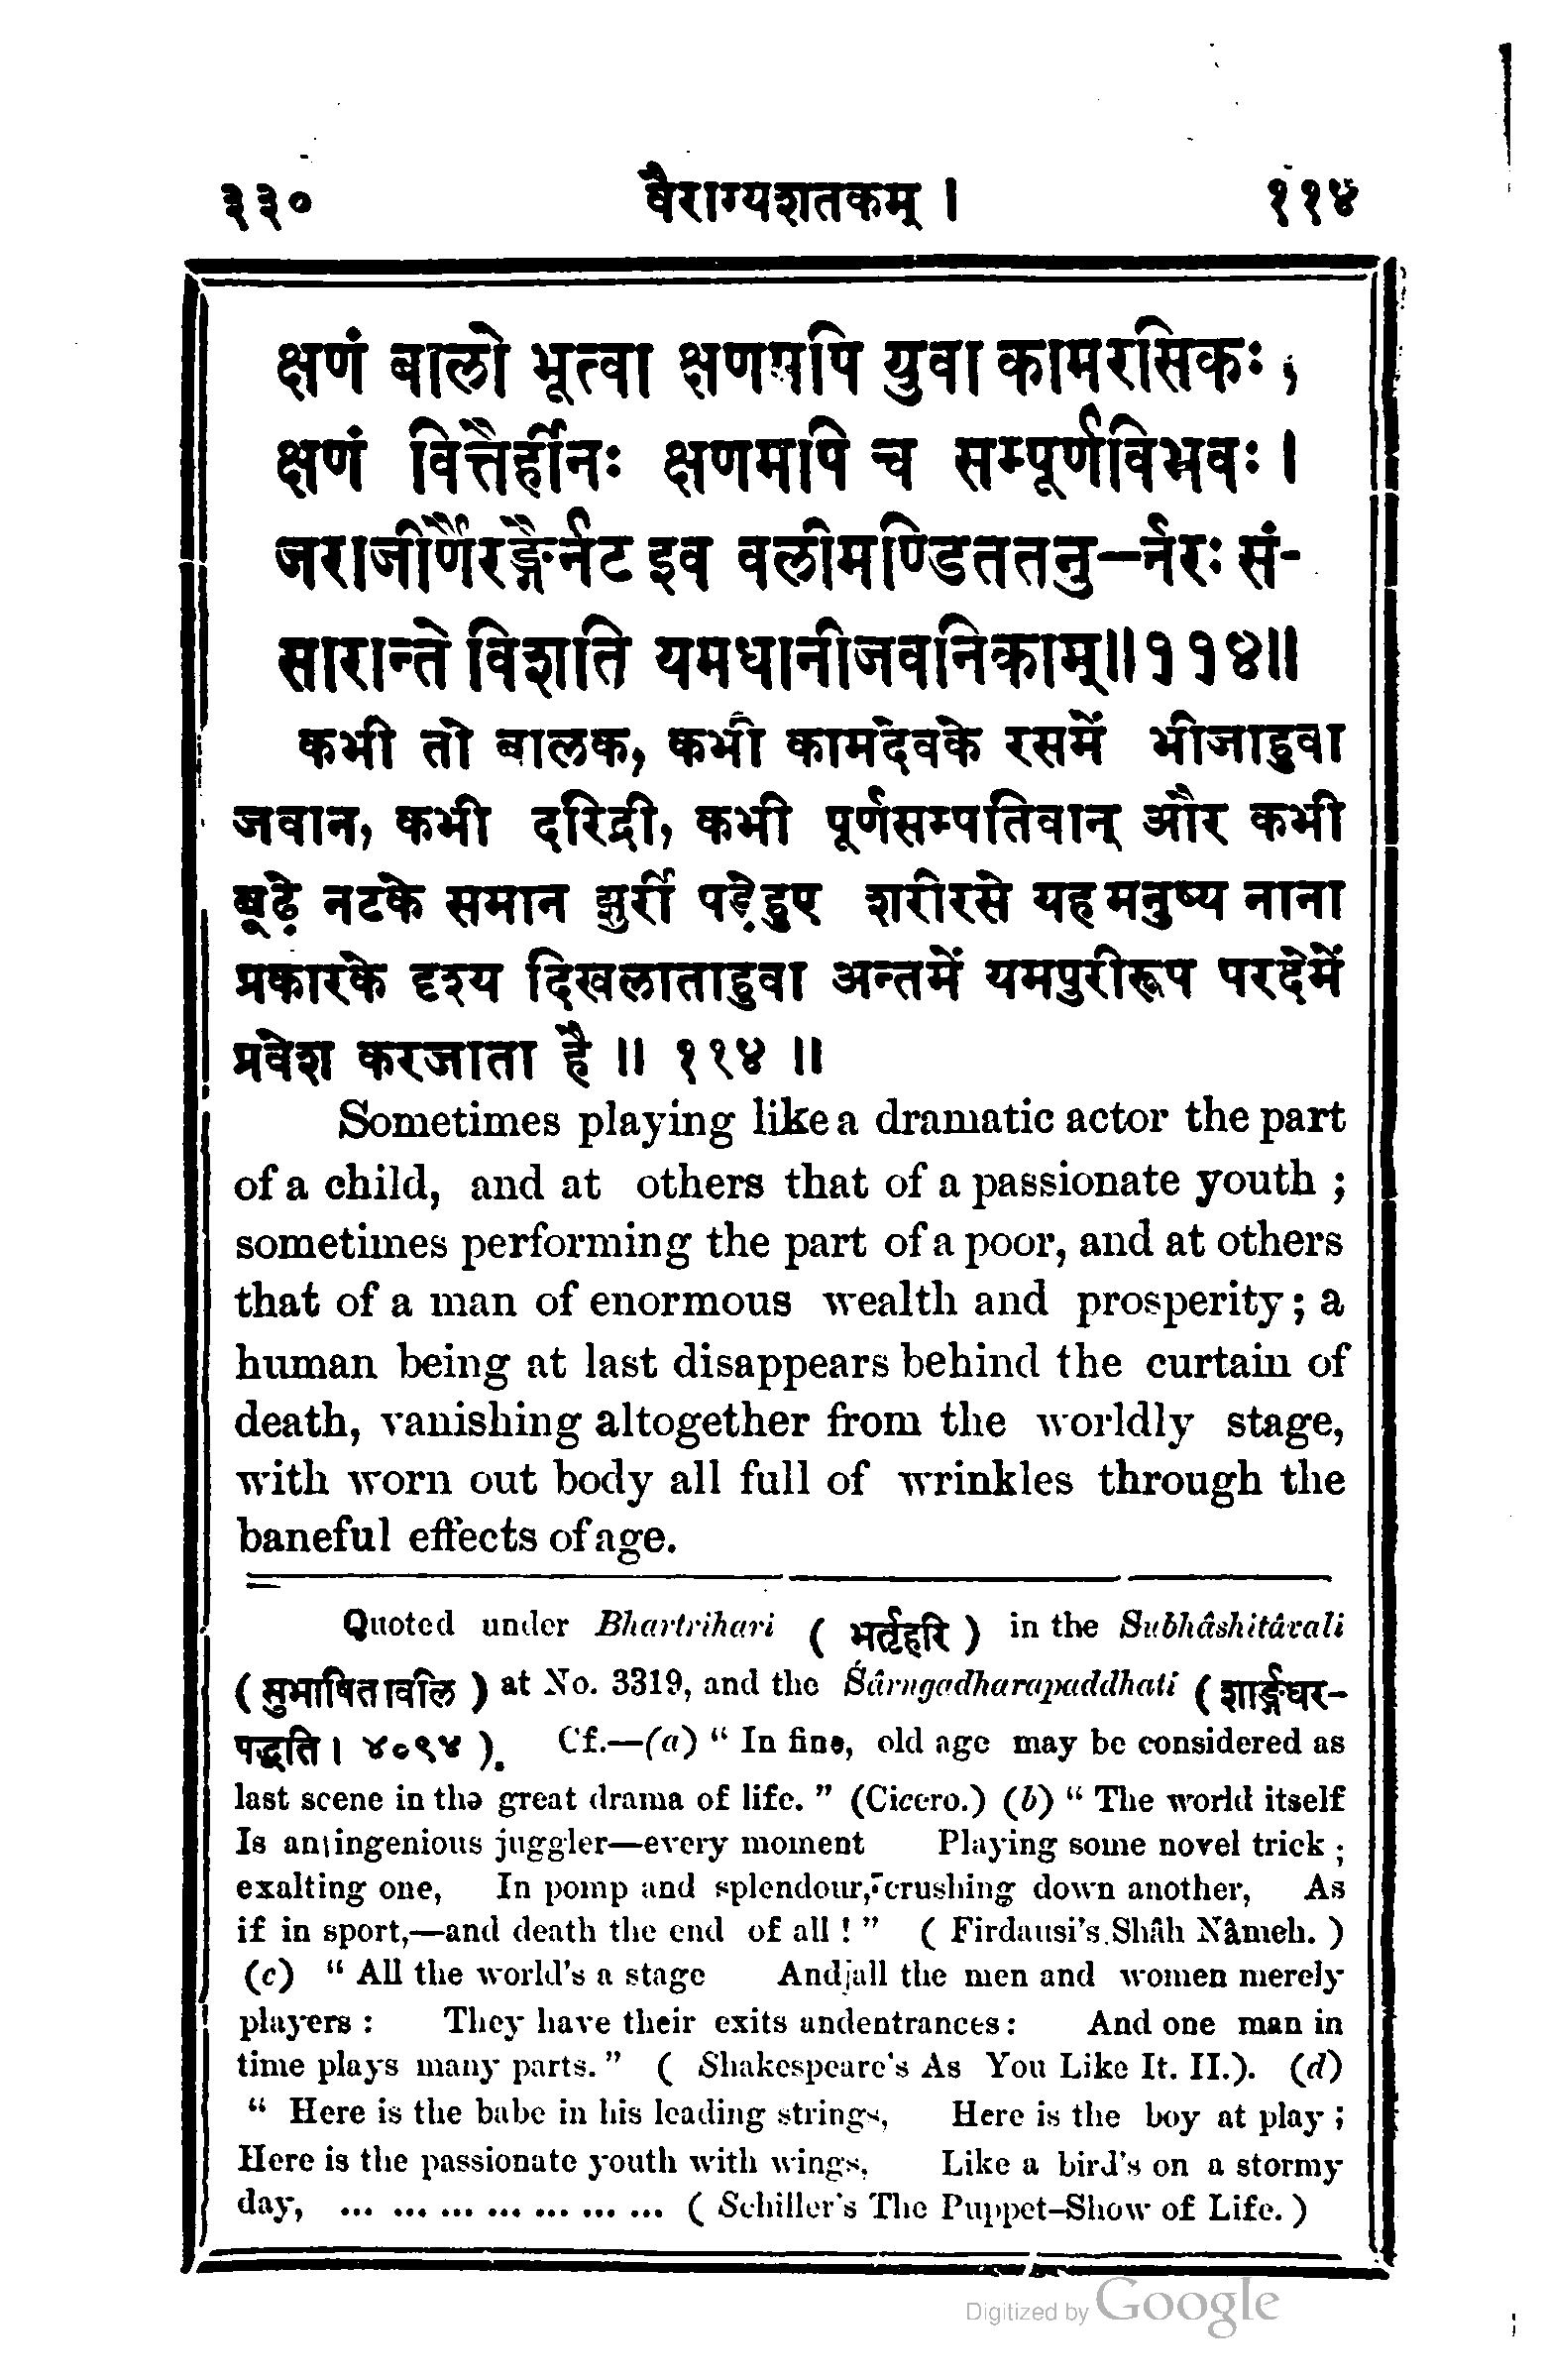 ३३० वैराग्यशतकम् । ११४
क्षणं बालो भूत्वा क्षणमपि युवा कामरसिकः ,
क्षणं वित्तैर्हीनः क्षणमपि च सम्पूर्णविभवः ।
जराजीर्णैरङ्गैर्नट इव वलीमण्डिततनु–र्नरः सं-
सारान्ते विशति यमधानीजवनिकाम्॥११४॥
कभी तो बालक, कभी कामदेवके रसमें भीजाहुवा
जवान, कभी दरिद्री, कभी पूर्णसम्पतिवान् और कभी
बूढ़े नटके समान झुर्री पड़ेहुए शरीरसे यह मनुष्य नाना
प्रकारके दृश्य दिखलाताहुवा अन्तमें यमपुरीरूप परदेमें
प्रवेश करजाता है ॥ ११४ ॥
Sometimes playing like a dramatic actor the part
of a child, and at others that of a passionate youth ;
sometimes performing the part of a poor, and at others
that of a man of enormous wealth and prosperity; a
human being at last disappears behind the curtain of
death, vanishing altogether from the worldly stage,
with worn out body all full of wrinkles through the
baneful effects of age.
Quoted under Bhartrihari ( भर्तृहरि ) in the Subhâshitâvali
( सुभाषितावलि ) at No. 3319, and the Śârngadharapaddhati ( शार्ङ्गधर-
पद्धति । ४०९४ ). Cf.—(a) “ In fine, old age may be considered as
last scene in the great drama of life. ” (Cicero.) (b) “ The world itself
Is an ingenious juggler—every moment Playing some novel trick ;
exalting one, In pomp and splendour, crushing down another, As
if in sport,—and death the end of all ! ” ( Firdausi's Shâh Nâmeh. )
(c) “ All the world's a stage And all the men and women merely
players : They have their exits and entrances : And one man in
time plays many parts. ” ( Shakespeare's As You Like It. II.). (d)
“ Here is the babe in his leading strings, Here is the boy at play ;
Here is the passionate youth with wings, Like a bird's on a stormy
day, ... ... ... ... ... ... ... ( Schiller's The Puppet-Show of Life. )
Digitized by Google